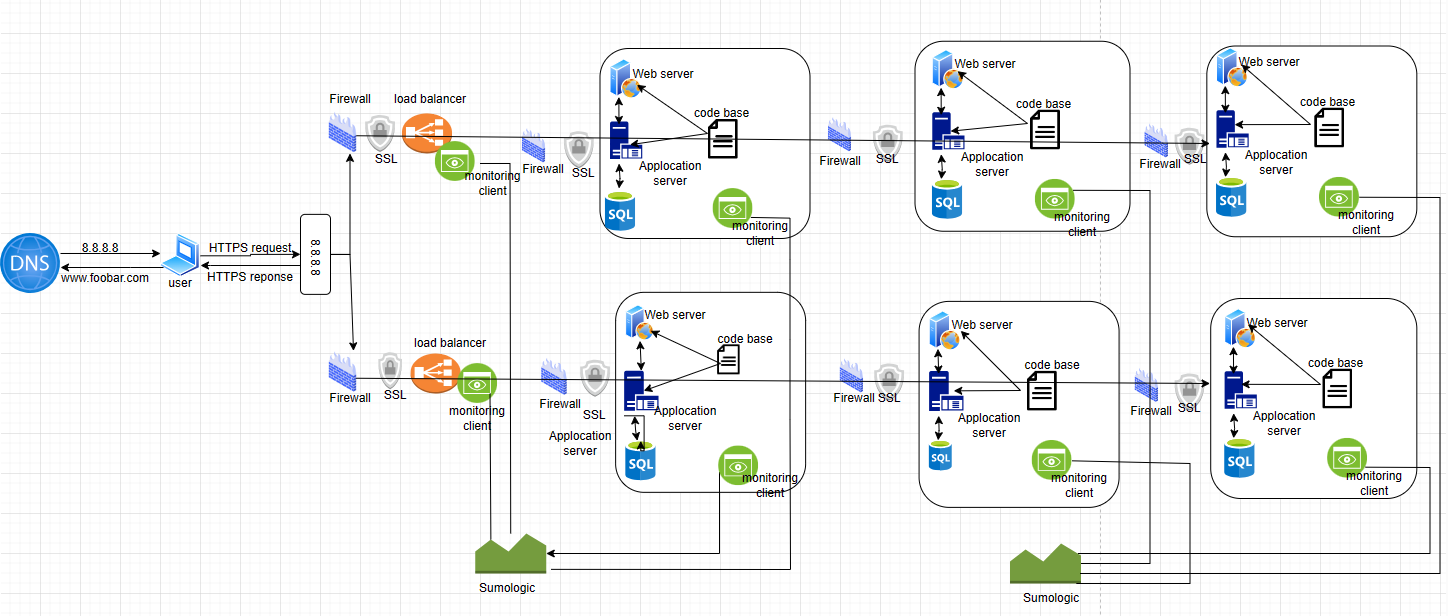 Firewall
SSL
load balancer
monitoring
client
Firewall
SSL
Web server
code base
Applocation
server
SQL
monitoring
client
Firewall
SSL
Web server
code base
Applocation
server
SQL
monitoring
client
Firewall
SSL
Web server
code base
Applocation
server
SQL
monitoring
client
DNS
8.8.8.8
www.foobar.com
user
HTTPS request
HTTPS reponse
8.8.8.8
Firewall
SSL
load balancer
monitoring
client
Firewall
SSL
Web server
code base
Applocation
server
Applocation
server
SQL
monitoring
client
Firewall
SSL
Web server
code base
Applocation
server
SQL
monitoring
client
Firewall
SSL
Web server
code base
Applocation
server
SQL
monitoring
client
Sumologic
Sumologic